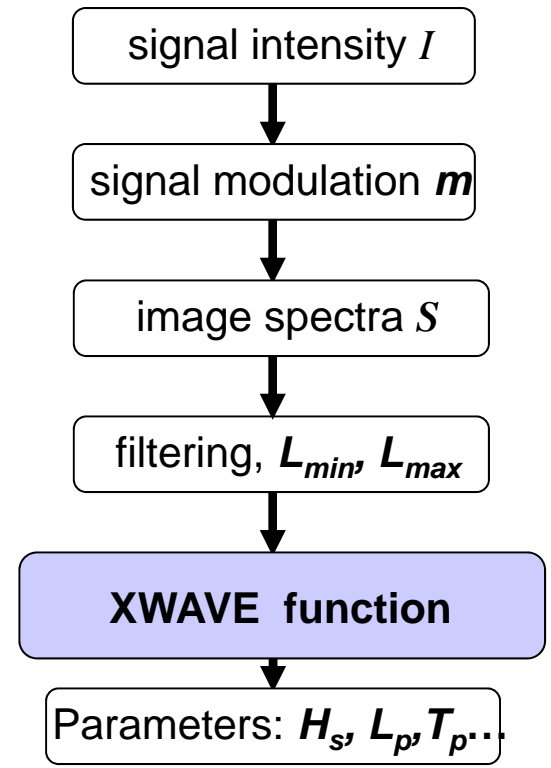 signal intensity I
signal modulation m
image spectra S
filtering, Lmin, Lmax
XWAVE function
Parameters: Hs, Lp,Tp...